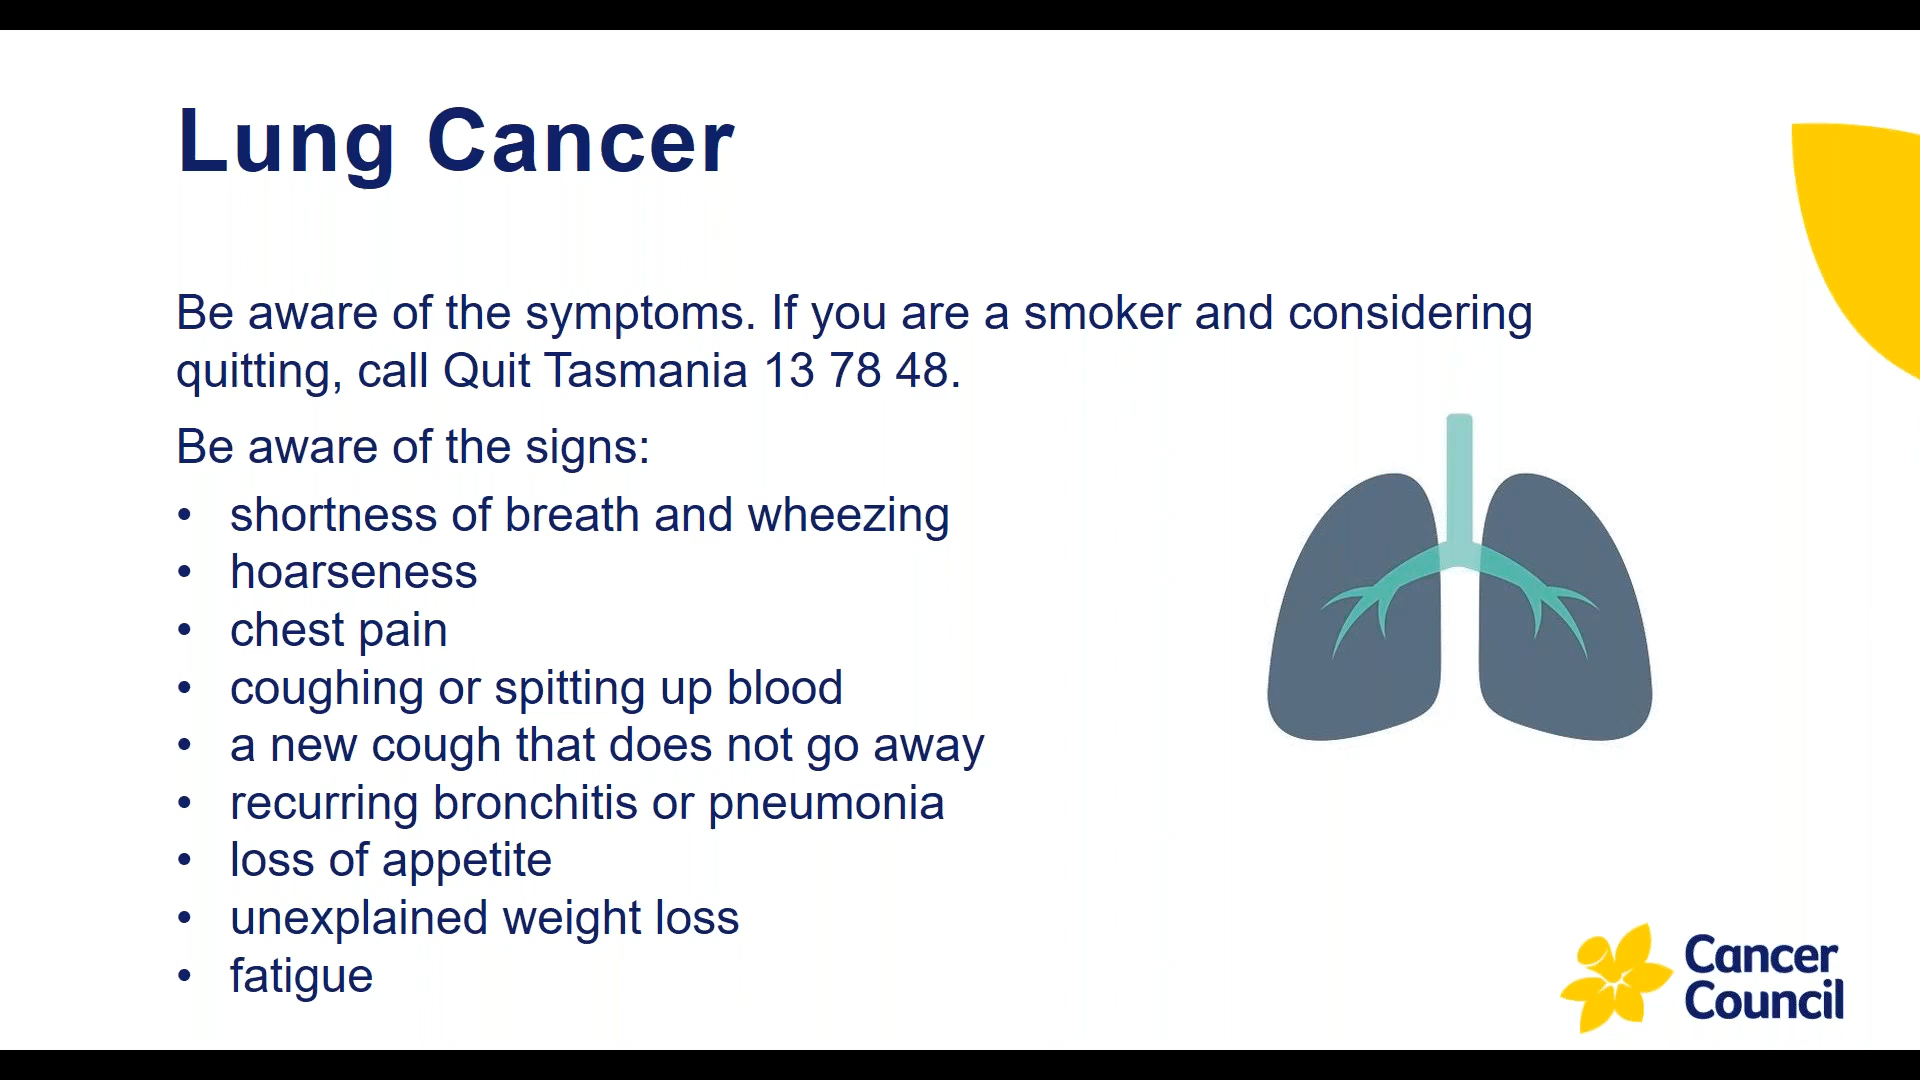 Lung Cancer
Be aware of the symptoms. If you are a smoker and considering
quitting, call Quit Tasmania 13 78 48.
Be aware of the signs:
• shortness of breath and wheezing
• hoarseness
• chest pain
• coughing or spitting up blood
• a new cough that does not go away
• recurring bronchitis or pneumonia
• loss of appetite
• unexplained weight loss
• fatigue
Cancer
Council